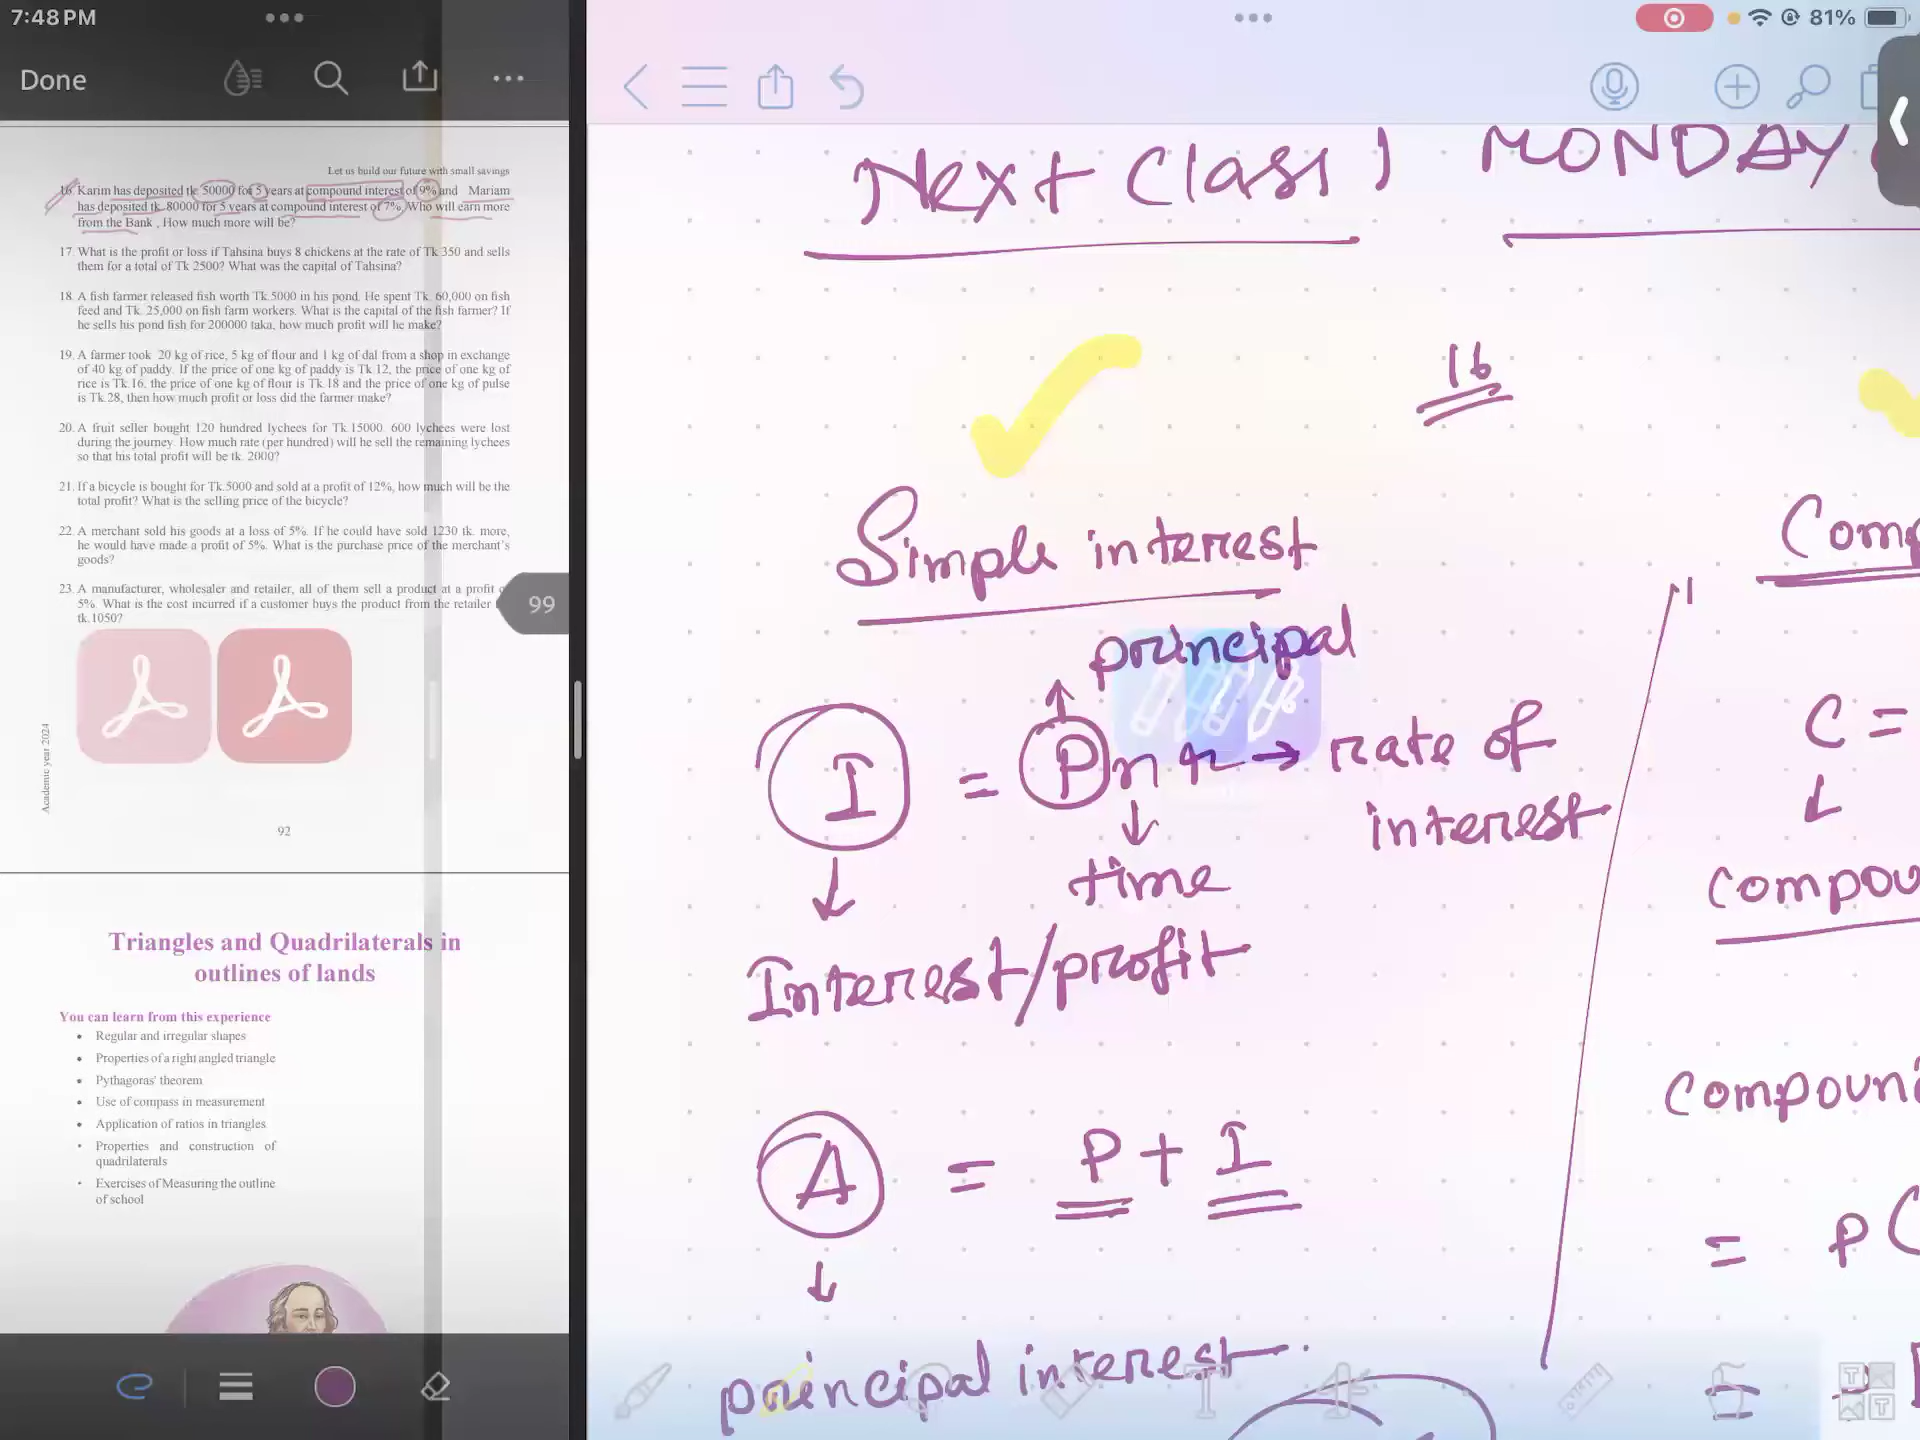 7:48 PM
81%
Done
Let us build our future with small savings
16. Karim has deposited tk. 50000 for 5 years at compound interest of 9% and Mariam
has deposited tk. 80000 for 5 years at compound interest of 7%. Who will earn more
from the Bank , How much more will be?
17. What is the profit or loss if Tahsina buys 8 chickens at the rate of Tk 350 and sells
them for a total of Tk 2500? What was the capital of Tahsina?
18. A fish farmer released fish worth Tk.5000 in his pond. He spent Tk. 60,000 on fish
feed and Tk. 25,000 on fish farm workers. What is the capital of the fish farmer? If
he sells his pond fish for 200000 taka, how much profit will he make?
19. A farmer took 20 kg of rice, 5 kg of flour and 1 kg of dal from a shop in exchange
of 40 kg of paddy. If the price of one kg of paddy is Tk 12, the price of one kg of
rice is Tk.16, the price of one kg of flour is Tk 18 and the price of one kg of pulse
is Tk.28, then how much profit or loss did the farmer make?
20. A fruit seller bought 120 hundred lychees for Tk.15000. 600 lychees were lost
during the journey. How much rate (per hundred) will he sell the remaining lychees
so that his total profit will be tk. 2000?
21. If a bicycle is bought for Tk.5000 and sold at a profit of 12%, how much will be the
total profit? What is the selling price of the bicycle?
22. A merchant sold his goods at a loss of 5%. If he could have sold 1230 tk. more,
he would have made a profit of 5%. What is the purchase price of the merchant's
goods?
23. A manufacturer, wholesaler and retailer, all of them sell a product at a profit
5%. What is the cost incurred if a customer buys the product from the retailer
tk.1050?
99
Academic year 2024
92
Triangles and Quadrilaterals in
outlines of lands
You can learn from this experience
• Regular and irregular shapes
• Properties of a right angled triangle
• Pythagoras' theorem
• Use of compass in measurement
• Application of ratios in triangles
• Properties and construction of
quadrilaterals
• Exercises of Measuring the outline
of school
Next Class) MONDAY
16
Simple interest
principal
I = P n r → rate of
interest
time
Interest/profit
A = P + I
principal interest
Comp
C =
compou
compoun
= P (
=